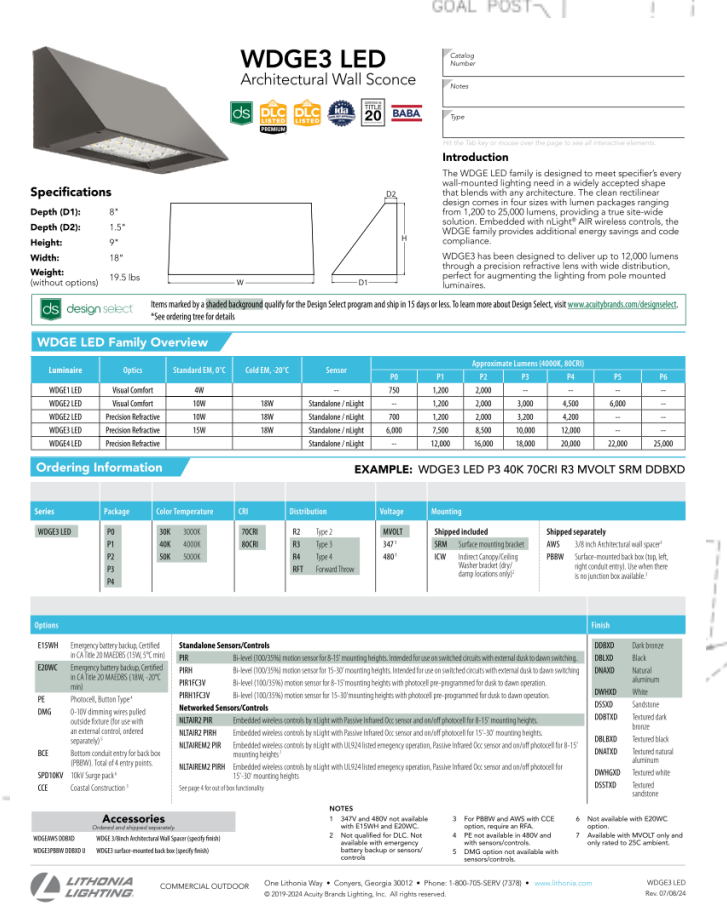 GOAL POST
WDGE3 LED
Architectural Wall Sconce
ds
DLC LISTED PREMIUM
DLC LISTED
ida
TITLE 20
BABA
Catalog
Number
Notes
Type
Hit the Tab key or mouse over the page to see all interactive elements.
Introduction
The WDGE LED family is designed to meet specifier's every
wall-mounted lighting need in a widely accepted shape
that blends with any architecture. The clean rectilinear
design comes in four sizes with lumen packages ranging
from 1,200 to 25,000 lumens, providing a true site-wide
solution. Embedded with nLight® AIR wireless controls, the
WDGE family provides additional energy savings and code
compliance.
WDGE3 has been designed to deliver up to 12,000 lumens
through a precision refractive lens with wide distribution,
perfect for augmenting the lighting from pole mounted
luminaires.
Specifications
Depth (D1): 8"
Depth (D2): 1.5"
Height: 9"
Width: 18"
Weight: 19.5 lbs
(without options)
D2
H
W
D1
ds design select
Items marked by a shaded background qualify for the Design Select program and ship in 15 days or less. To learn more about Design Select, visit www.acuitybrands.com/designselect.
*See ordering tree for details
WDGE LED Family Overview
Luminaire Optics Standard EM, 0°C Cold EM, -20°C Sensor Approximate Lumens (4000K, 80CRI)
P0 P1 P2 P3 P4 P5 P6
WDGE1 LED Visual Comfort 4W -- 750 1,200 2,000 -- -- -- --
WDGE2 LED Visual Comfort 10W 18W Standalone / nLight -- 1,200 2,000 3,000 4,500 6,000 --
WDGE2 LED Precision Refractive 10W 18W Standalone / nLight 700 1,200 2,000 3,200 4,200 -- --
WDGE3 LED Precision Refractive 15W 18W Standalone / nLight 6,000 7,500 8,500 10,000 12,000 -- --
WDGE4 LED Precision Refractive Standalone / nLight -- 12,000 16,000 18,000 20,000 22,000 25,000
Ordering Information
EXAMPLE: WDGE3 LED P3 40K 70CRI R3 MVOLT SRM DDBXD
Series Package Color Temperature CRI Distribution Voltage Mounting
WDGE3 LED
P0
P1
P2
P3
P4
30K 3000K
40K 4000K
50K 5000K
70CRI
80CRI
R2 Type 2
R3 Type 3
R4 Type 4
RFT Forward Throw
MVOLT
347 1
480 1
Shipped included
SRM Surface mounting bracket
ICW Indirect Canopy/Ceiling
Washer bracket (dry/
damp locations only)2
Shipped separately
AWS 3/8 inch Architectural wall spacer3
PBBW Surface-mounted back box (top, left,
right conduit entry). Use when there
is no junction box available.3
Options
Finish
E15WH Emergency battery backup, Certified
in CA Title 20 MAEDBS (15W, 5°C min)
E20WC Emergency battery backup, Certified
in CA Title 20 MAEDBS (18W, -20°C
min)
PE Photocell, Button Type 4
DMG 0–10V dimming wires pulled
outside fixture (for use with
an external control, ordered
separately) 5
BCE Bottom conduit entry for back box
(PBBW). Total of 4 entry points.
SPD10KV 10kV Surge pack 6
CCE Coastal Construction 3
Standalone Sensors/Controls
PIR Bi-level (100/35%) motion sensor for 8-15' mounting heights. Intended for use on switched circuits with external dusk to dawn switching.
PIRH Bi-level (100/35%) motion sensor for 15-30' mounting heights. Intended for use on switched circuits with external dusk to dawn switching
PIR1FC3V Bi-level (100/35%) motion sensor for 8-15'mounting heights with photocell pre-programmed for dusk to dawn operation.
PIRH1FC3V Bi-level (100/35%) motion sensor for 15-30'mounting heights with photocell pre-programmed for dusk to dawn operation.
Networked Sensors/Controls
NLTAIR2 PIR Embedded wireless controls by nLight with Passive Infrared Occ sensor and on/off photocell for 8-15' mounting heights.
NLTAIR2 PIRH Embedded wireless controls by nLight with Passive Infrared Occ sensor and on/off photocell for 15'-30' mounting heights.
NLTAIREM2 PIR Embedded wireless controls by nLight with UL924 listed emegency operation, Passive Infrared Occ sensor and on/off photocell for 8-15'
mounting heights7
NLTAIREM2 PIRH Embedded wireless controls by nLight with UL924 listed emegency operation, Passive Infrared Occ sensor and on/off photocell for
15'-30' mounting heights
See page 4 for out of box functionality
DDBXD Dark bronze
DBLXD Black
DNAXD Natural
aluminum
DWHXD White
DSSXD Sandstone
DDBTXD Textured dark
bronze
DBLBXD Textured black
DNATXD Textured natural
aluminum
DWHGXD Textured white
DSSTXD Textured
sandstone
Accessories
Ordered and shipped separately.
WDGEAWS DDBXD WDGE 3/8inch Architectural Wall Spacer (specify finish)
WDGE3PBBW DDBXD U WDGE3 surface-mounted back box (specify finish)
NOTES
1 347V and 480V not available
with E15WH and E20WC.
2 Not qualified for DLC. Not
available with emergency
battery backup or sensors/
controls
3 For PBBW and AWS with CCE
option, require an RFA.
4 PE not available in 480V and
with sensors/controls.
5 DMG option not available with
sensors/controls.
6 Not available with E20WC
option.
7 Available with MVOLT only and
only rated to 25C ambient.
LITHONIA
LIGHTING.
COMMERCIAL OUTDOOR
One Lithonia Way • Conyers, Georgia 30012 • Phone: 1-800-705-SERV (7378) • www.lithonia.com
© 2019-2024 Acuity Brands Lighting, Inc. All rights reserved.
WDGE3 LED
Rev. 07/08/24